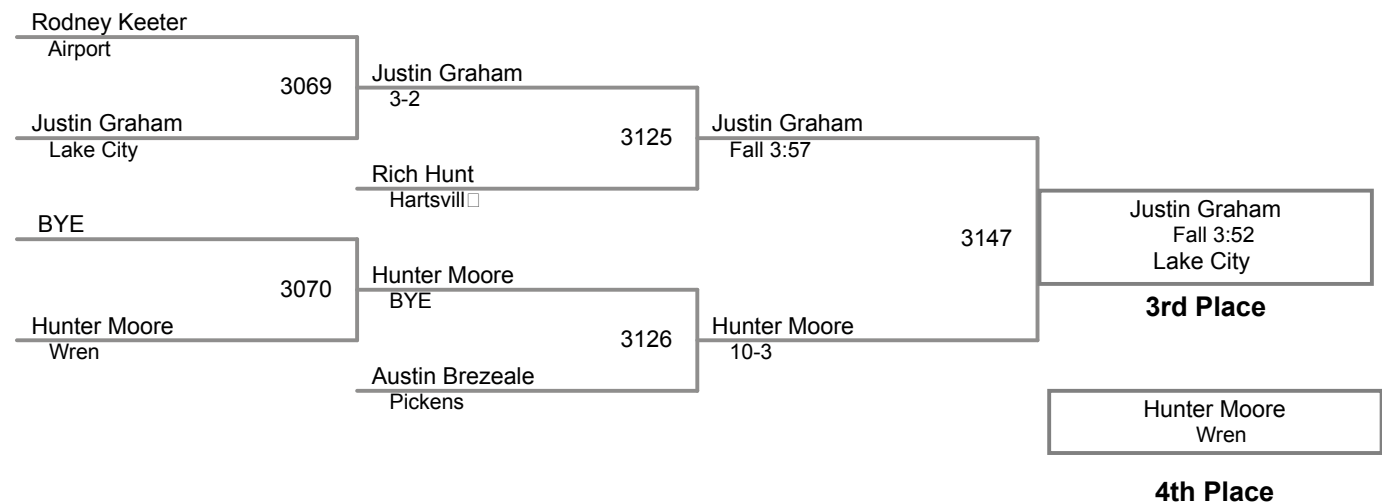 Rodney Keeter
Airport
3069
Justin Graham
3-2
Justin Graham
Lake City
3125
Justin Graham
Fall 3:57
Rich Hunt
Hartsvill□
BYE
3147
Justin Graham
Fall 3:52
Lake City
3rd Place
3070
Hunter Moore
BYE
Hunter Moore
Wren
3126
Hunter Moore
10-3
Austin Brezeale
Pickens
Hunter Moore
Wren
4th Place